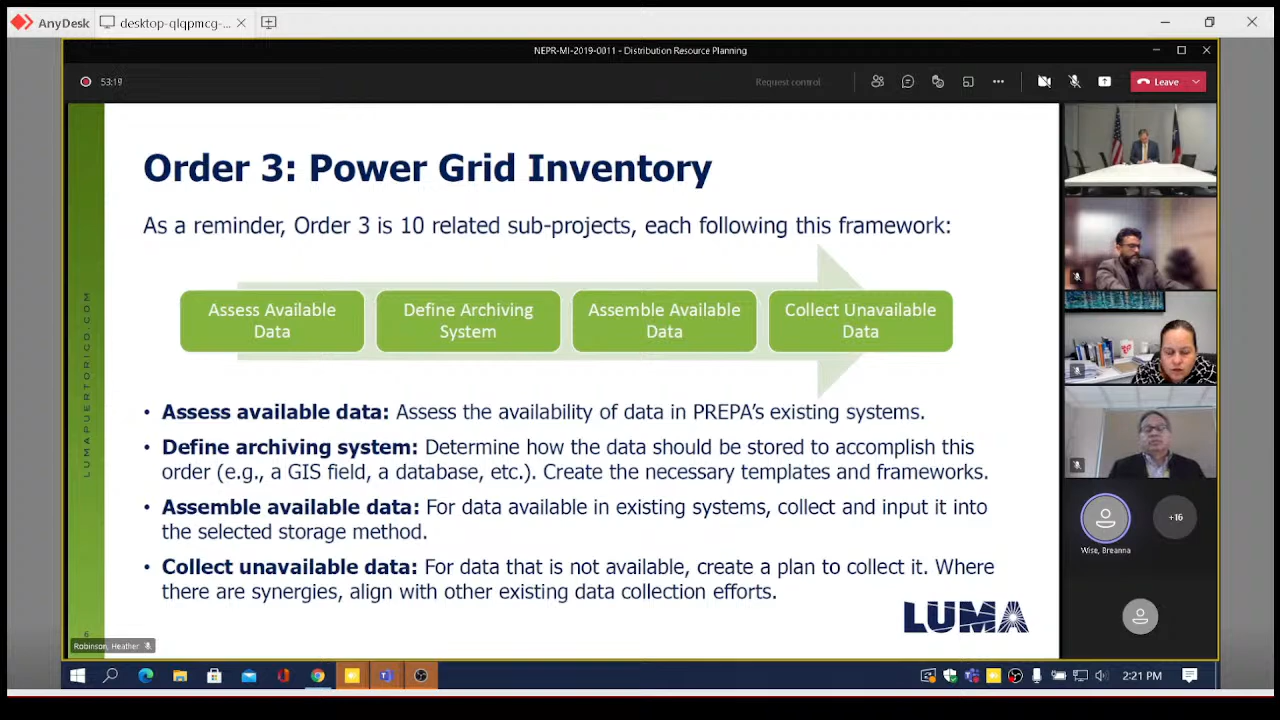 AnyDesk
desktop-qlqpmcg-...
NEPR-MI-2019-0011 - Distribution Resource Planning
53:19
Request control
Leave
Order 3: Power Grid Inventory
As a reminder, Order 3 is 10 related sub-projects, each following this framework:
Assess Available
Data
Define Archiving
System
Assemble Available
Data
Collect Unavailable
Data
• Assess available data: Assess the availability of data in PREPA's existing systems.
• Define archiving system: Determine how the data should be stored to accomplish this
order (e.g., a GIS field, a database, etc.). Create the necessary templates and frameworks.
• Assemble available data: For data available in existing systems, collect and input it into
the selected storage method.
• Collect unavailable data: For data that is not available, create a plan to collect it. Where
there are synergies, align with other existing data collection efforts.
LUMAPUERTORICO.COM
6
LUMA
Robinson, Heather
+16
Wise, Breanna
2:21 PM